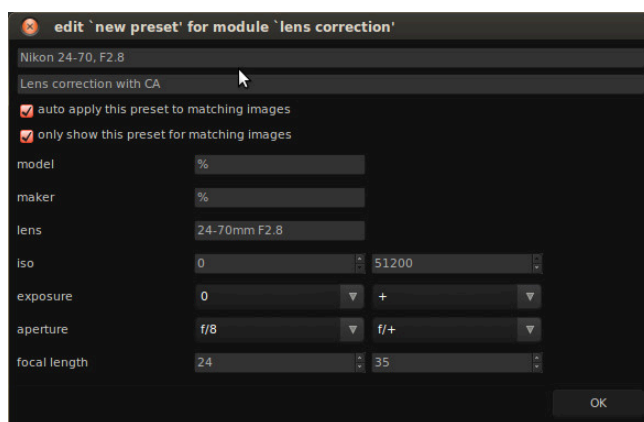 edit `new preset' for module `lens correction'
Nikon 24-70, F2.8
Lens correction with CA
auto apply this preset to matching images
only show this preset for matching images
model %
maker %
lens 24-70mm F2.8
iso 0 51200
exposure 0 +
aperture f/8 f/+
focal length 24 35
OK